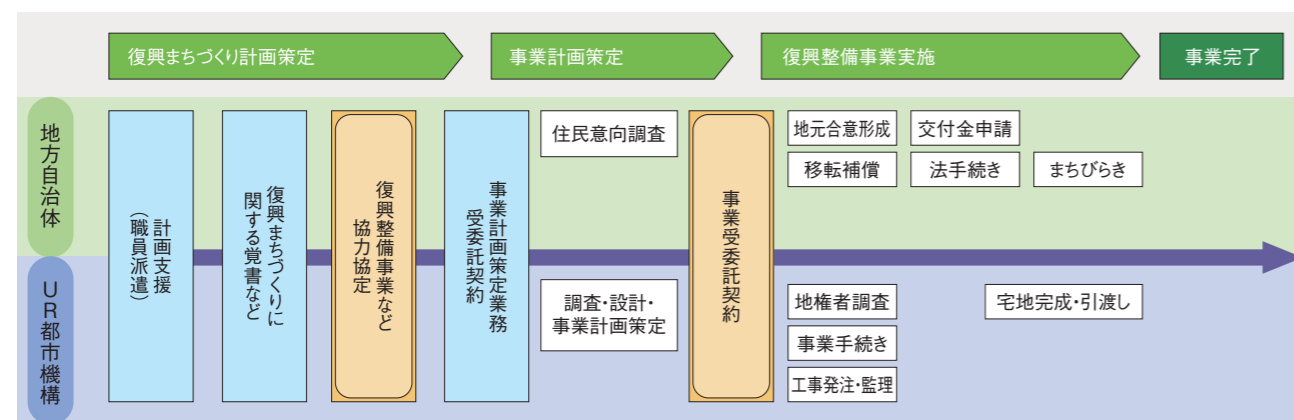 復興まちづくり計画策定
事業計画策定
復興整備事業実施
事業完了
地方自治体
UR都市機構
計画支援
(職員派遣)
復興まちづくりに
関する覚書など
復興整備事業など
協力協定
事業計画策定業務
受委託契約
住民意向調査
調査・設計・
事業計画策定
事業受委託契約
地元合意形成
交付金申請
移転補償
法手続き
まちびらき
地権者調査
宅地完成・引渡し
事業手続き
工事発注・監理